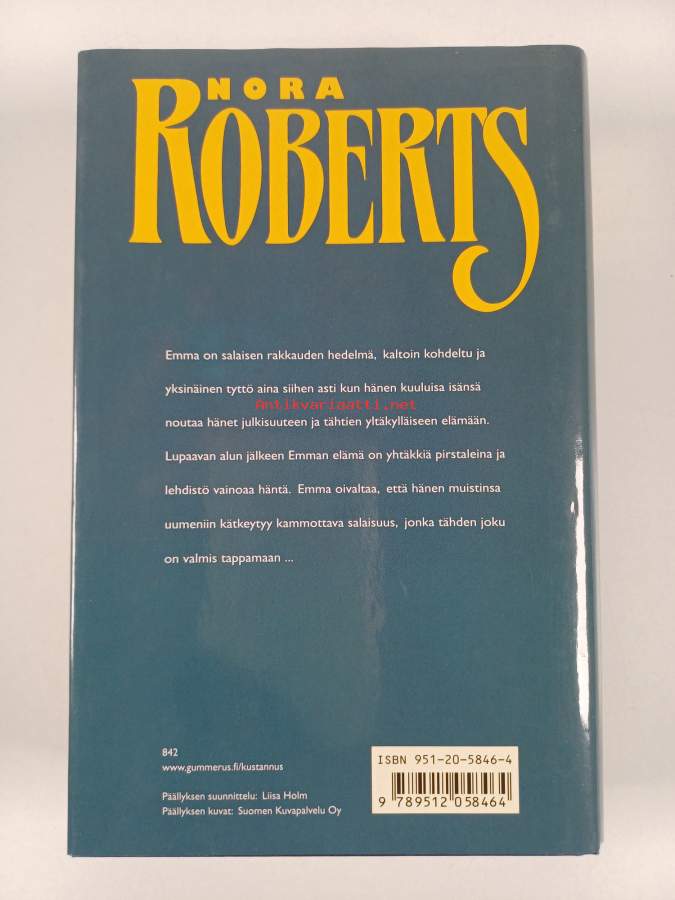 NORA
ROBERTS
Emma on salaisen rakkauden hedelmä, kaltoin kohdeltu ja
yksinäinen tyttö aina siihen asti kun hänen kuuluisa isänsä
Antikvariaatti.net
noutaa hänet julkisuuteen ja tähtien yltäkylläiseen elämään.
Lupaavan alun jälkeen Emman elämä on yhtäkkiä pirstaleina ja
lehdistö vainoaa häntä. Emma oivaltaa, että hänen muistinsa
uumeniin kätkeytyy kammottava salaisuus, jonka tähden joku
on valmis tappamaan ...
842
www.gummerus.fi/kustannus
Päällyksen suunnittelu: Liisa Holm
Päällyksen kuvat: Suomen Kuvapalvelu Oy
ISBN 951-20-5846-4
9 789512 058464